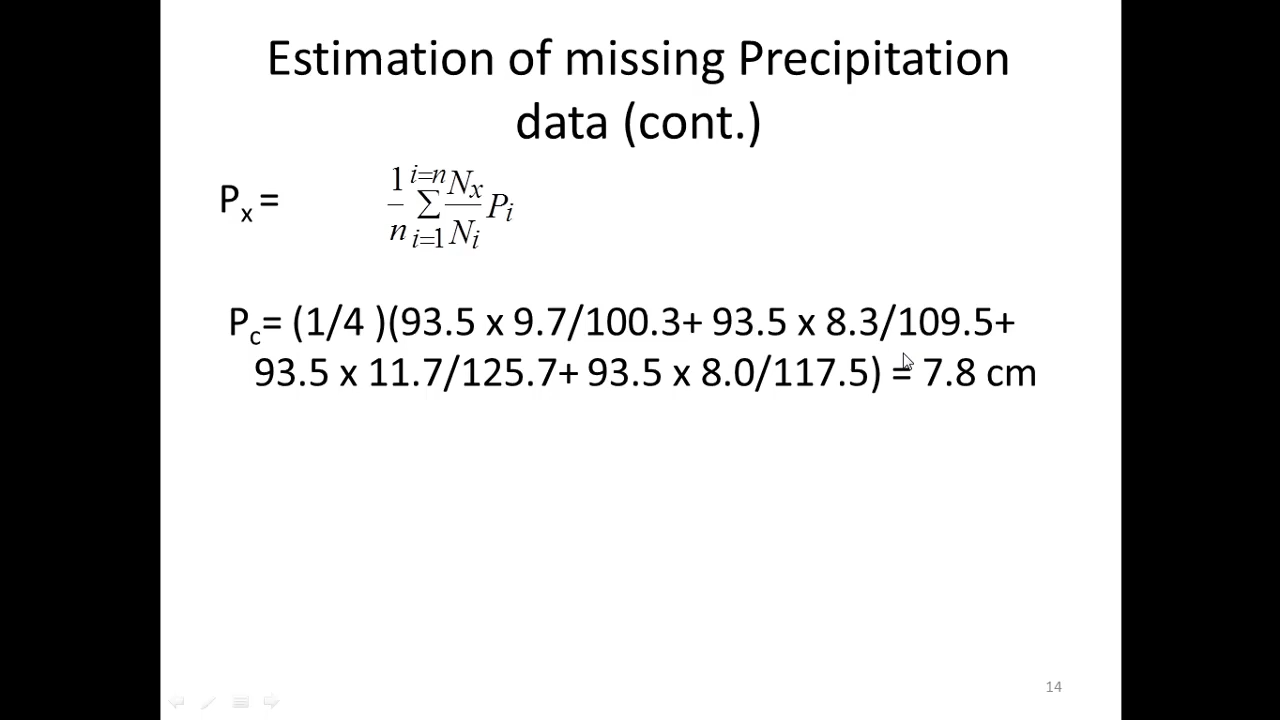 Estimation of missing Precipitation
data (cont.)
Pₓ = 1/n Σ_{i=1}^{i=n} Nₓ/Nᵢ Pᵢ
P_c= (1/4 )(93.5 x 9.7/100.3+ 93.5 x 8.3/109.5+
93.5 x 11.7/125.7+ 93.5 x 8.0/117.5) = 7.8 cm
14